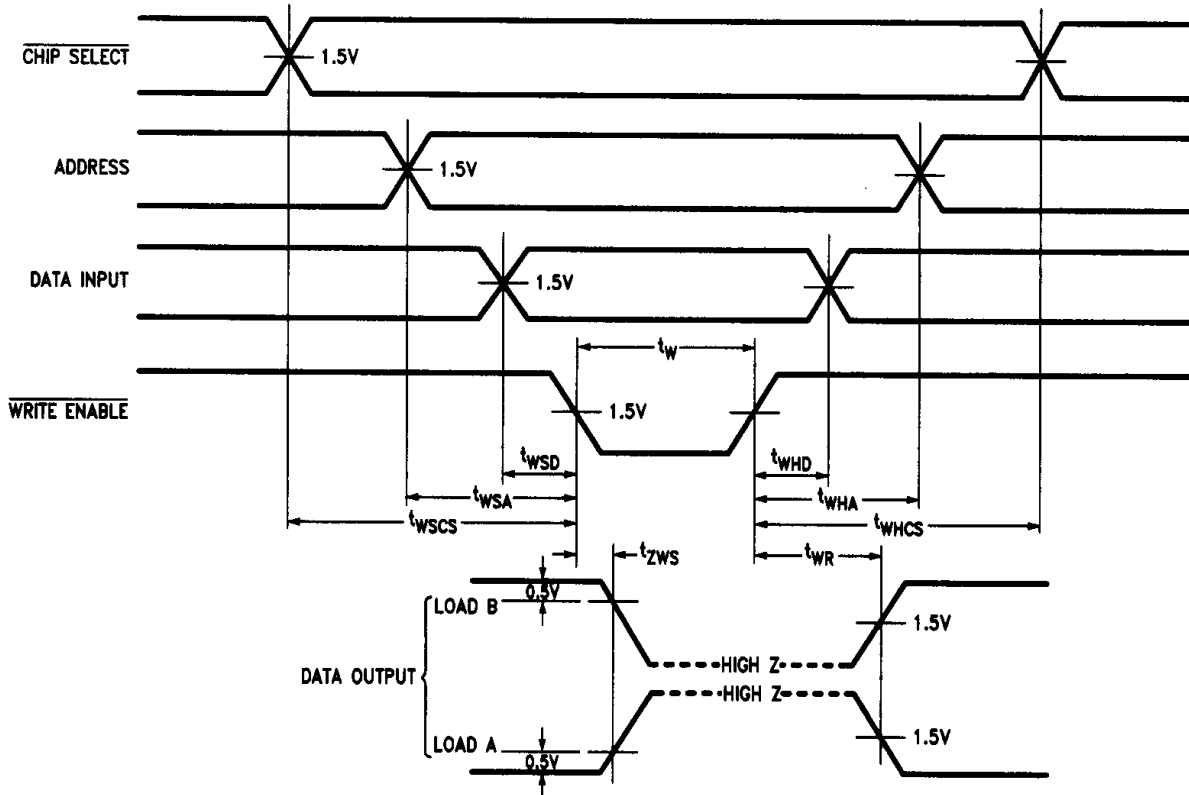 CHIP SELECT
1.5V
ADDRESS
1.5V
DATA INPUT
1.5V
tW
WRITE ENABLE
1.5V
tWSD
tWHD
tWSA
tWHA
tWSCS
tWHCS
tZWS
tWR
0.5V
LOAD B
1.5V
HIGH Z
DATA OUTPUT
HIGH Z
LOAD A
1.5V
0.5V